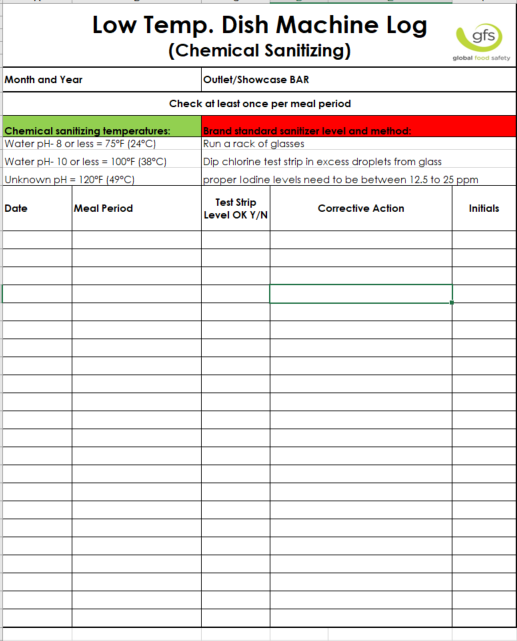 Low Temp. Dish Machine Log
(Chemical Sanitizing)
gfs
global food safety
Month and Year
Outlet/Showcase BAR
Check at least once per meal period
Chemical sanitizing temperatures:
Brand standard sanitizer level and method:
Water pH- 8 or less = 75°F (24°C)
Run a rack of glasses
Water pH- 10 or less = 100°F (38°C)
Dip chlorine test strip in excess droplets from glass
Unknown pH = 120°F (49°C)
proper Iodine levels need to be between 12.5 to 25 ppm
Date
Meal Period
Test Strip
Level OK Y/N
Corrective Action
Initials